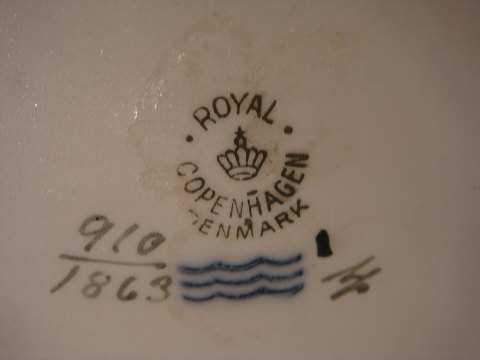 ROYAL
COPENHAGEN
DENMARK
910
1863